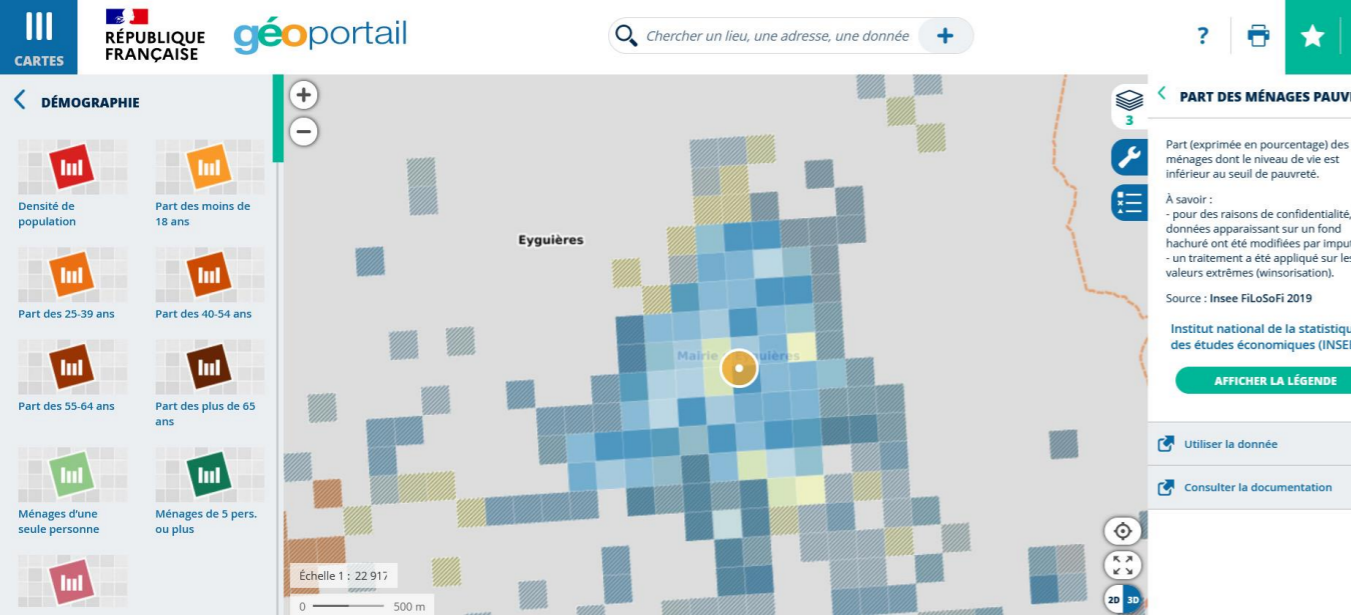 CARTES
RÉPUBLIQUE
FRANÇAISE
géoportail
Chercher un lieu, une adresse, une donnée
+
?
DÉMOGRAPHIE
Densité de
population
Part des moins de
18 ans
Part des 25-39 ans
Part des 40-54 ans
Part des 55-64 ans
Part des plus de 65
ans
Ménages d'une
seule personne
Ménages de 5 pers.
ou plus
+
−
Eyguières
Mairie
Échelle 1 : 22 917
0 500 m
3
2D 3D
PART DES MÉNAGES PAUV
Part (exprimée en pourcentage) des
ménages dont le niveau de vie est
inférieur au seuil de pauvreté.
À savoir :
- pour des raisons de confidentialité,
données apparaissant sur un fond
hachuré ont été modifiées par imput
- un traitement a été appliqué sur les
valeurs extrêmes (winsorisation).
Source : Insee FiLoSoFi 2019
Institut national de la statistiqu
des études économiques (INSE
AFFICHER LA LÉGENDE
Utiliser la donnée
Consulter la documentation